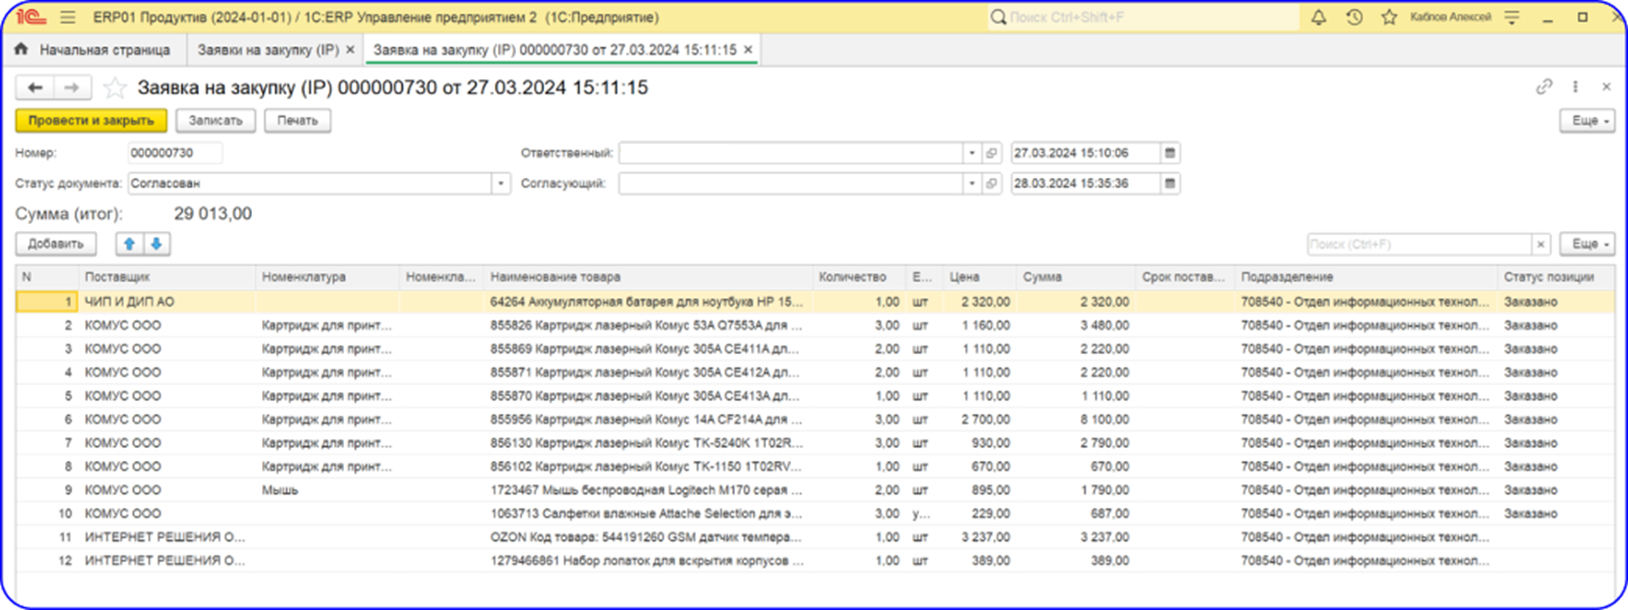 1С ERP01 Продуктив (2024-01-01) / 1С:ERP Управление предприятием 2 (1С:Предприятие) Поиск Ctrl+Shift+F Каблов Алексей
Начальная страница Заявки на закупку (IP) × Заявка на закупку (IP) 000000730 от 27.03.2024 15:11:15 ×
Заявка на закупку (IP) 000000730 от 27.03.2024 15:11:15
Провести и закрыть Записать Печать Еще
Номер: 000000730 Ответственный: 27.03.2024 15:10:06
Статус документа: Согласован Согласующий: 28.03.2024 15:35:36
Сумма (итог): 29 013,00
Добавить Поиск (Ctrl+F) × Еще
N Поставщик Номенклатура Номенкла... Наименование товара Количество Е... Цена Сумма Срок постав... Подразделение Статус позиции
1 ЧИП И ДИП АО 64264 Аккумуляторная батарея для ноутбука HP 15... 1,00 шт 2 320,00 2 320,00 708540 - Отдел информационных технол... Заказано
2 КОМУС ООО Картридж для принт... 855826 Картридж лазерный Комус 53A Q7553A для ... 3,00 шт 1 160,00 3 480,00 708540 - Отдел информационных технол... Заказано
3 КОМУС ООО Картридж для принт... 855869 Картридж лазерный Комус 305A CE411A дл... 2,00 шт 1 110,00 2 220,00 708540 - Отдел информационных технол... Заказано
4 КОМУС ООО Картридж для принт... 855871 Картридж лазерный Комус 305A CE412A дл... 2,00 шт 1 110,00 2 220,00 708540 - Отдел информационных технол... Заказано
5 КОМУС ООО Картридж для принт... 855870 Картридж лазерный Комус 305A CE413A дл... 1,00 шт 1 110,00 1 110,00 708540 - Отдел информационных технол... Заказано
6 КОМУС ООО Картридж для принт... 855956 Картридж лазерный Комус 14A CF214A для ... 3,00 шт 2 700,00 8 100,00 708540 - Отдел информационных технол... Заказано
7 КОМУС ООО Картридж для принт... 856130 Картридж лазерный Комус TK-5240K 1T02R... 3,00 шт 930,00 2 790,00 708540 - Отдел информационных технол... Заказано
8 КОМУС ООО Картридж для принт... 856102 Картридж лазерный Комус TK-1150 1T02RV... 1,00 шт 670,00 670,00 708540 - Отдел информационных технол... Заказано
9 КОМУС ООО Мышь 1723467 Мышь беспроводная Logitech M170 серая ... 2,00 шт 895,00 1 790,00 708540 - Отдел информационных технол... Заказано
10 КОМУС ООО 1063713 Салфетки влажные Attache Selection для э... 3,00 у... 229,00 687,00 708540 - Отдел информационных технол... Заказано
11 ИНТЕРНЕТ РЕШЕНИЯ О... OZON Код товара: 544191260 GSM датчик темпера... 1,00 шт 3 237,00 3 237,00 708540 - Отдел информационных технол...
12 ИНТЕРНЕТ РЕШЕНИЯ О... 1279466861 Набор лопаток для вскрытия корпусов ... 1,00 шт 389,00 389,00 708540 - Отдел информационных технол...